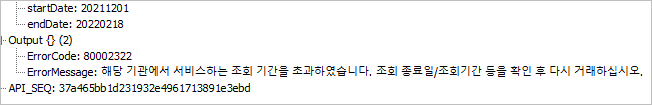 startDate: 20211201
endDate: 20220218
Output {} (2)
ErrorCode: 80002322
ErrorMessage: 해당 기관에서 서비스하는 조회 기간을 초과하였습니다. 조회 종료일/조회기간 등을 확인 후 다시 거래하십시오.
API_SEQ: 37a465bb1d231932e4961713891e3ebd